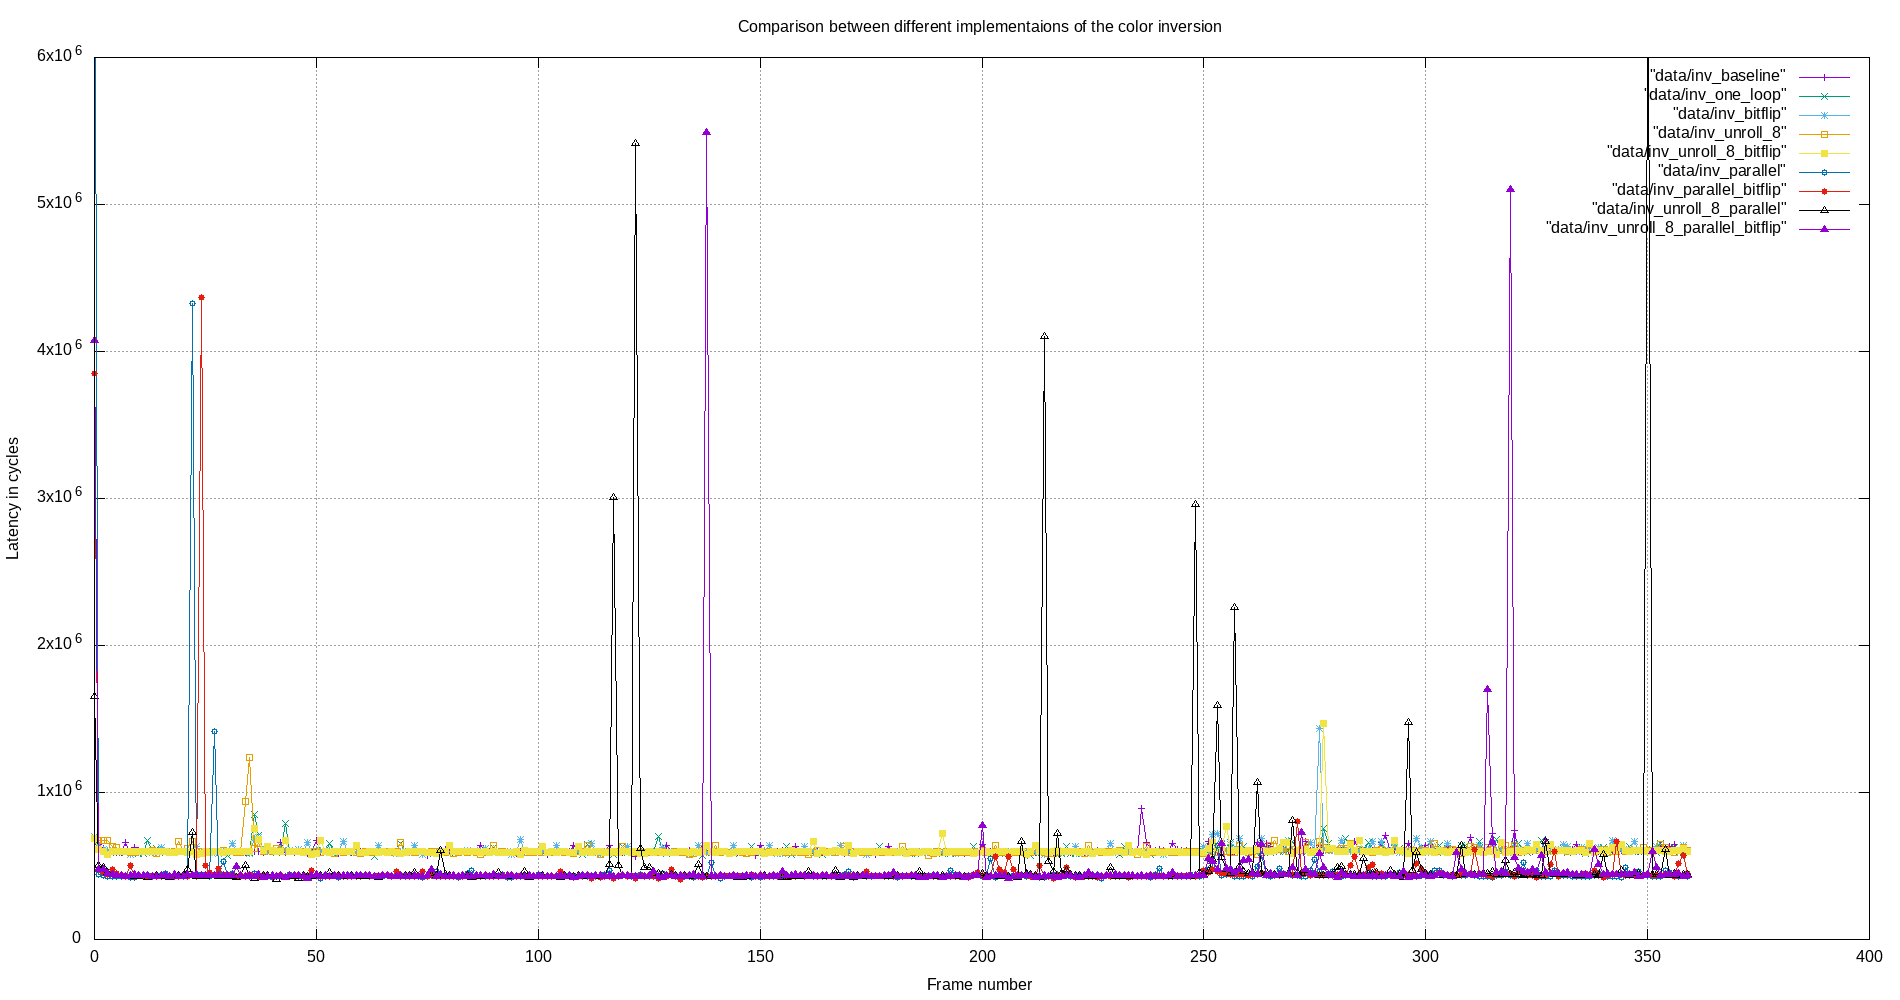 Comparison between different implementaions of the color inversion
6x10^6
5x10^6
4x10^6
3x10^6
2x10^6
1x10^6
0
Latency in cycles
"data/inv_baseline"
"data/inv_one_loop"
"data/inv_bitflip"
"data/inv_unroll_8"
"data/inv_unroll_8_bitflip"
"data/inv_parallel"
"data/inv_parallel_bitflip"
"data/inv_unroll_8_parallel"
"data/inv_unroll_8_parallel_bitflip"
0 50 100 150 200 250 300 350 400
Frame number